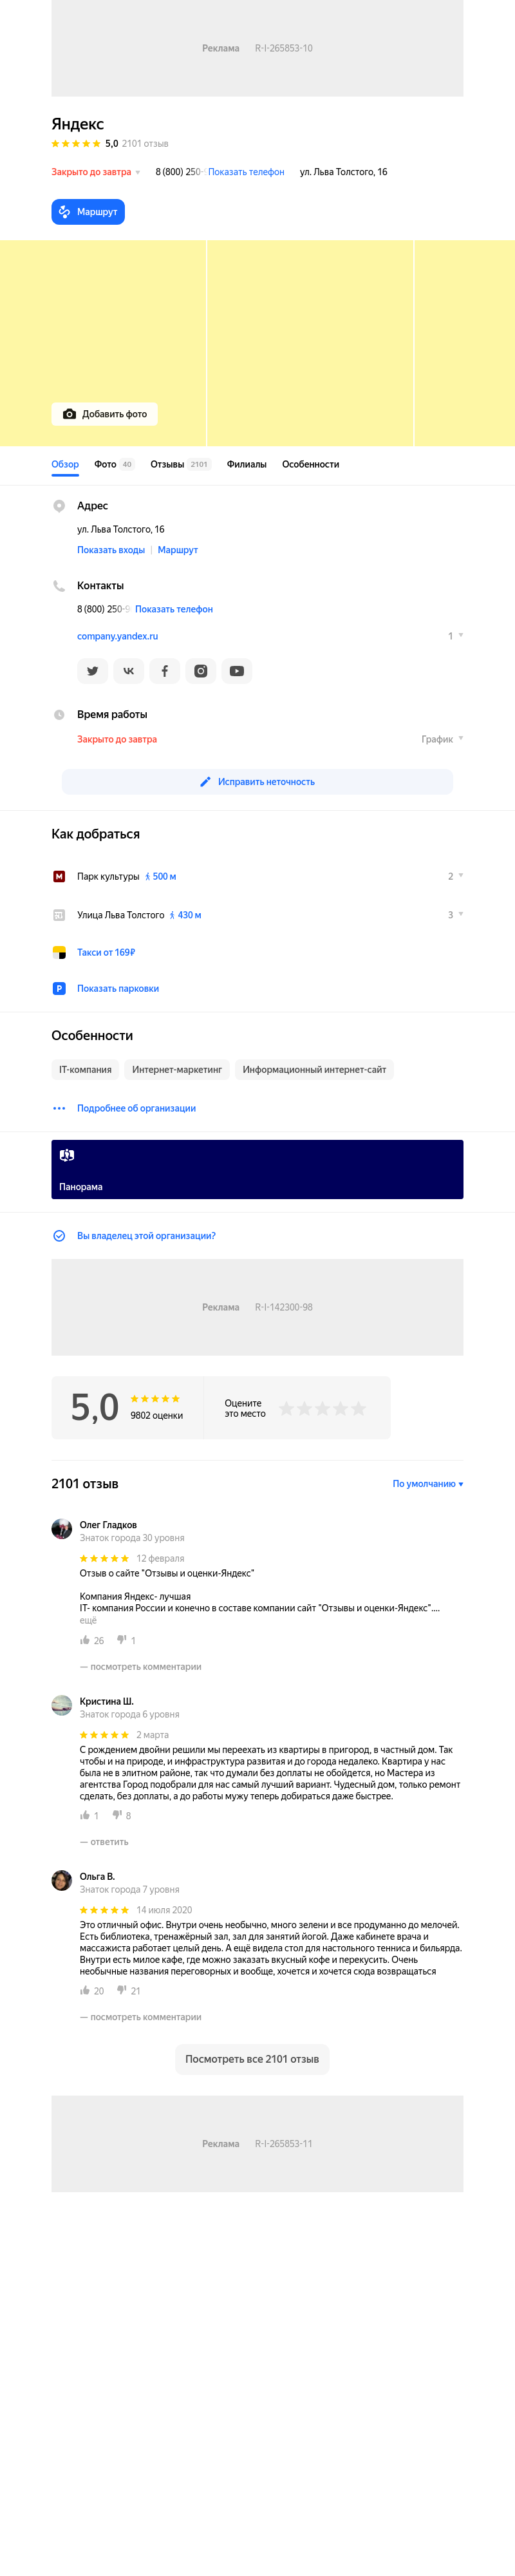 Реклама R-I-265853-10
Яндекс
5,0 2101 отзыв
Закрыто до завтра 8 (800) 250-9 Показать телефон ул. Льва Толстого, 16
Маршрут
Добавить фото
Обзор Фото 40 Отзывы 2101 Филиалы Особенности
Адрес
ул. Льва Толстого, 16
Показать входы Маршрут
Контакты
8 (800) 250-9 Показать телефон
company.yandex.ru 1
Время работы
Закрыто до завтра График
Исправить неточность
Как добраться
Парк культуры 500 м 2
Улица Льва Толстого 430 м 3
Такси от 169₽
Показать парковки
Особенности
IT-компания Интернет-маркетинг Информационный интернет-сайт
Подробнее об организации
Панорама
Вы владелец этой организации?
Реклама R-I-142300-98
5,0
9802 оценки
Оцените
это место
2101 отзыв По умолчанию
Олег Гладков
Знаток города 30 уровня
12 февраля
Отзыв о сайте "Отзывы и оценки-Яндекс"
Компания Яндекс- лучшая
IT- компания России и конечно в составе компании сайт "Отзывы и оценки-Яндекс"....
ещё
26 1
— посмотреть комментарии
Кристина Ш.
Знаток города 6 уровня
2 марта
С рождением двойни решили мы переехать из квартиры в пригород, в частный дом. Так
чтобы и на природе, и инфраструктура развитая и до города недалеко. Квартира у нас
была не в элитном районе, так что думали без доплаты не обойдется, но Мастера из
агентства Город подобрали для нас самый лучший вариант. Чудесный дом, только ремонт
сделать, без доплаты, а до работы мужу теперь добираться даже быстрее.
1 8
— ответить
Ольга В.
Знаток города 7 уровня
14 июля 2020
Это отличный офис. Внутри очень необычно, много зелени и все продуманно до мелочей.
Есть библиотека, тренажёрный зал, зал для занятий йогой. Даже кабинете врача и
массажиста работает целый день. А ещё видела стол для настольного тенниса и бильярда.
Внутри есть милое кафе, где можно заказать вкусный кофе и перекусить. Очень
необычные названия переговорных и вообще, хочется и хочется сюда возвращаться
20 21
— посмотреть комментарии
Посмотреть все 2101 отзыв
Реклама R-I-265853-11